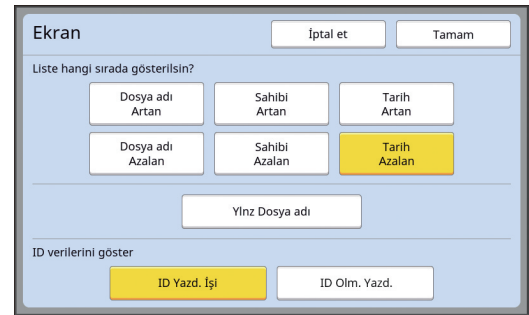 Ekran
İptal et
Tamam
Liste hangi sırada gösterilsin?
Dosya adı
Artan
Sahibi
Artan
Tarih
Artan
Dosya adı
Azalan
Sahibi
Azalan
Tarih
Azalan
Ylnz Dosya adı
ID verilerini göster
ID Yazd. İşi
ID Olm. Yazd.